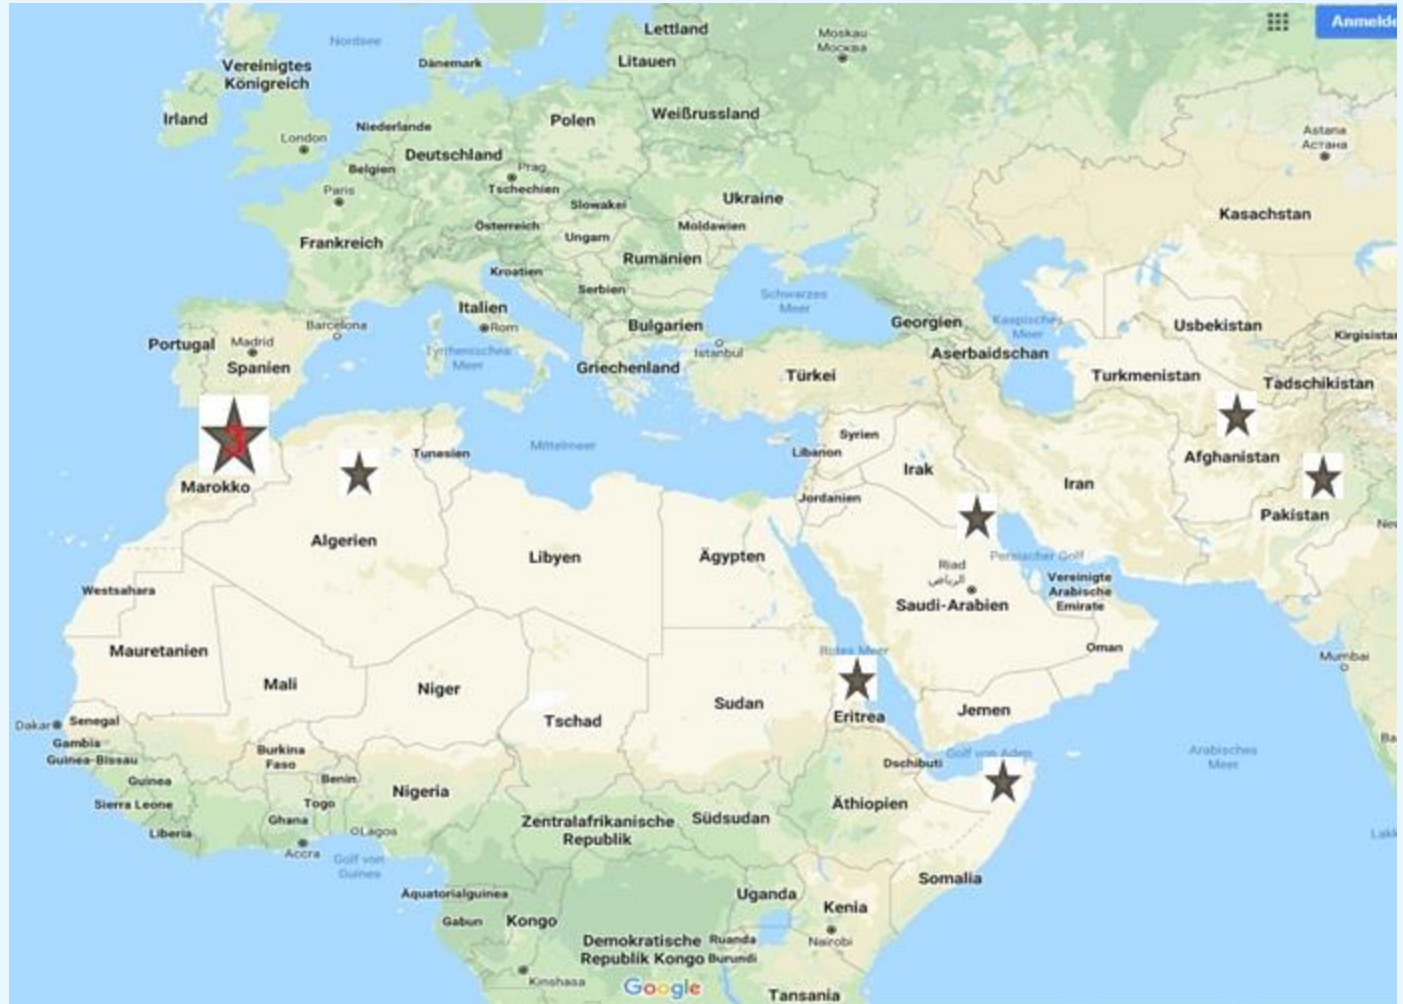 Lettland
Moskau
Москва
Anmelde
Nordsee
Dänemark
Litauen
Vereinigtes
Königreich
Irland
Weißrussland
Polen
Niederlande
London
Astana
Астана
Deutschland
Belgien
Prag
Paris
Tschechien
Ukraine
Slowakei
Kasachstan
Österreich
Moldawien
Ungarn
Frankreich
Rumänien
Kroatien
Serbien
Schwarzes
Meer
Italien
Georgien
Kaspisches
Meer
Usbekistan
Barcelona
Rom
Bulgarien
Kirgisistan
Portugal
Madrid
Istanbul
Aserbaidschan
Tyrrhenisches
Meer
Spanien
Griechenland
Türkei
Turkmenistan
Tadschikistan
3
Syrien
Mittelmeer
Tunesien
Libanon
Afghanistan
Irak
Marokko
Iran
Jordanien
Pakistan
Neu
Algerien
Libyen
Ägypten
Persischer Golf
Riad
الرياض
Vereinigte
Arabische
Emirate
Westsahara
Saudi-Arabien
Mauretanien
Rotes Meer
Oman
Mumbai
Mali
Niger
Sudan
Jemen
Eritrea
Dakar
Senegal
Tschad
Gambia
Guinea-Bissau
Burkina
Faso
Golf von Aden
Dschibuti
Arabisches
Meer
Ba
Guinea
Benin
Nigeria
Sierra Leone
Togo
Äthiopien
Ghana
Zentralafrikanische
Republik
Südsudan
Liberia
Lagos
Lakk
Accra
Golf von
Guinea
Somalia
Äquatorialguinea
Uganda
Kenia
Gabun
Kongo
Demokratische
Republik Kongo
Ruanda
Burundi
Nairobi
Kinshasa
Google
Tansania